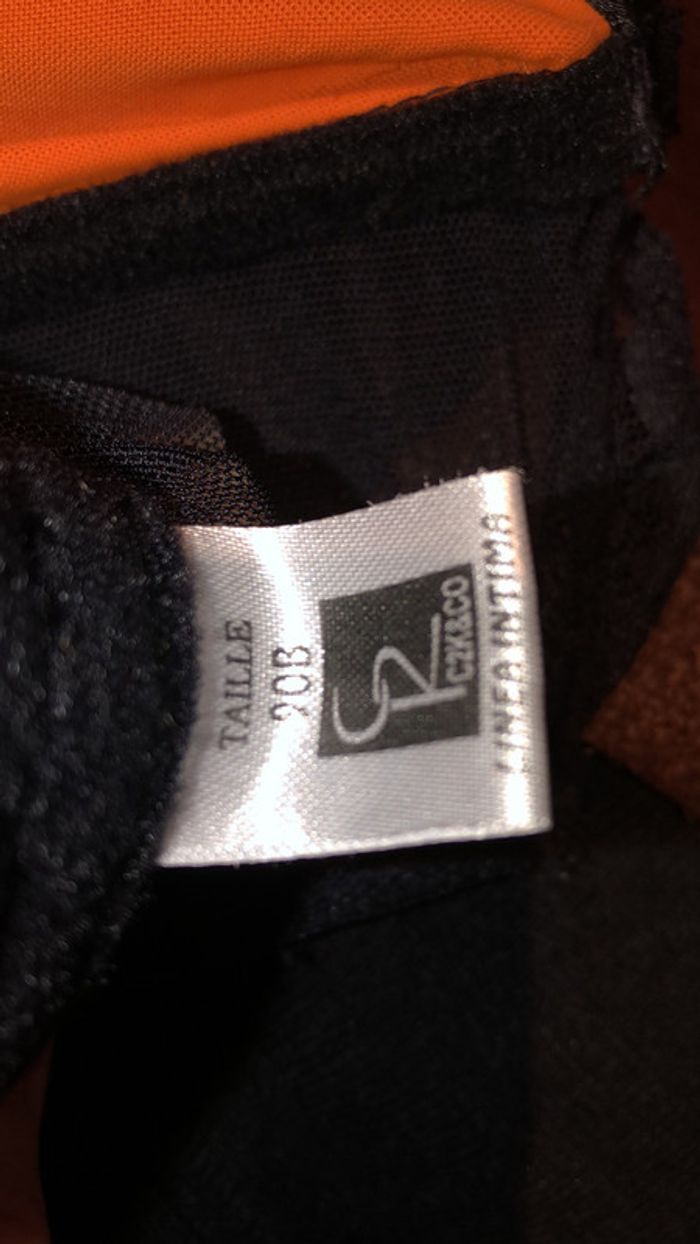 LINEA INTIMA
CZK&CO
90B
TAILLE